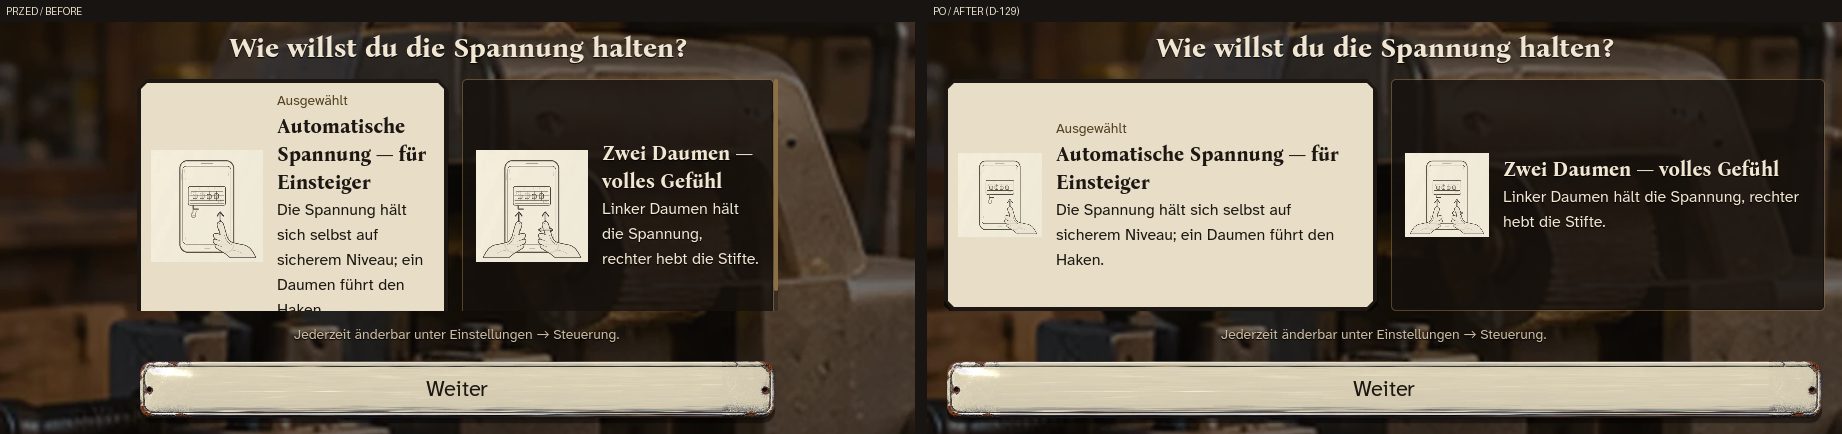 PRZED / BEFORE
Wie willst du die Spannung halten?
Ausgewählt
Automatische
Spannung — für
Einsteiger
Die Spannung hält
sich selbst auf
sicherem Niveau; ein
Daumen führt den
Haken.
Zwei Daumen —
volles Gefühl
Linker Daumen hält
die Spannung,
rechter hebt die Stifte.
Jederzeit änderbar unter Einstellungen → Steuerung.
Weiter
PO / AFTER (D-129)
Wie willst du die Spannung halten?
Ausgewählt
Automatische Spannung — für
Einsteiger
Die Spannung hält sich selbst auf
sicherem Niveau; ein Daumen führt den
Haken.
Zwei Daumen — volles Gefühl
Linker Daumen hält die Spannung, rechter
hebt die Stifte.
Jederzeit änderbar unter Einstellungen → Steuerung.
Weiter